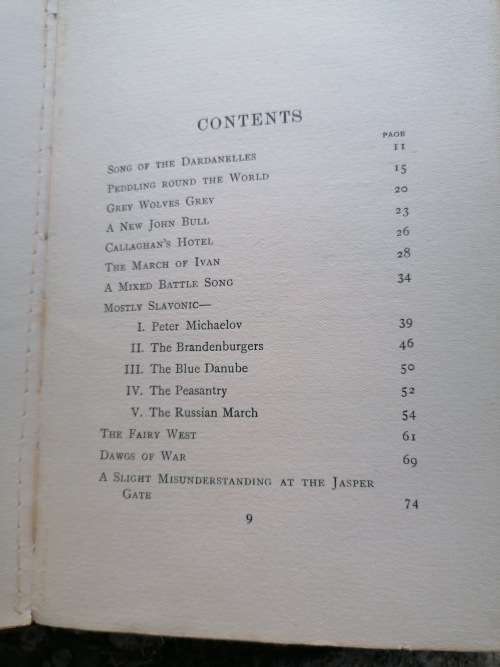 CONTENTS
PAGE
SONG OF THE DARDANELLES 11
PEDDLING ROUND THE WORLD 15
GREY WOLVES GREY 20
A NEW JOHN BULL 23
CALLAGHAN'S HOTEL 26
THE MARCH OF IVAN 28
A MIXED BATTLE SONG 34
MOSTLY SLAVONIC—
I. Peter Michaelov 39
II. The Brandenburgers 46
III. The Blue Danube 50
IV. The Peasantry 52
V. The Russian March 54
THE FAIRY WEST 61
DAWGS OF WAR 69
A SLIGHT MISUNDERSTANDING AT THE JASPER
GATE 74
9